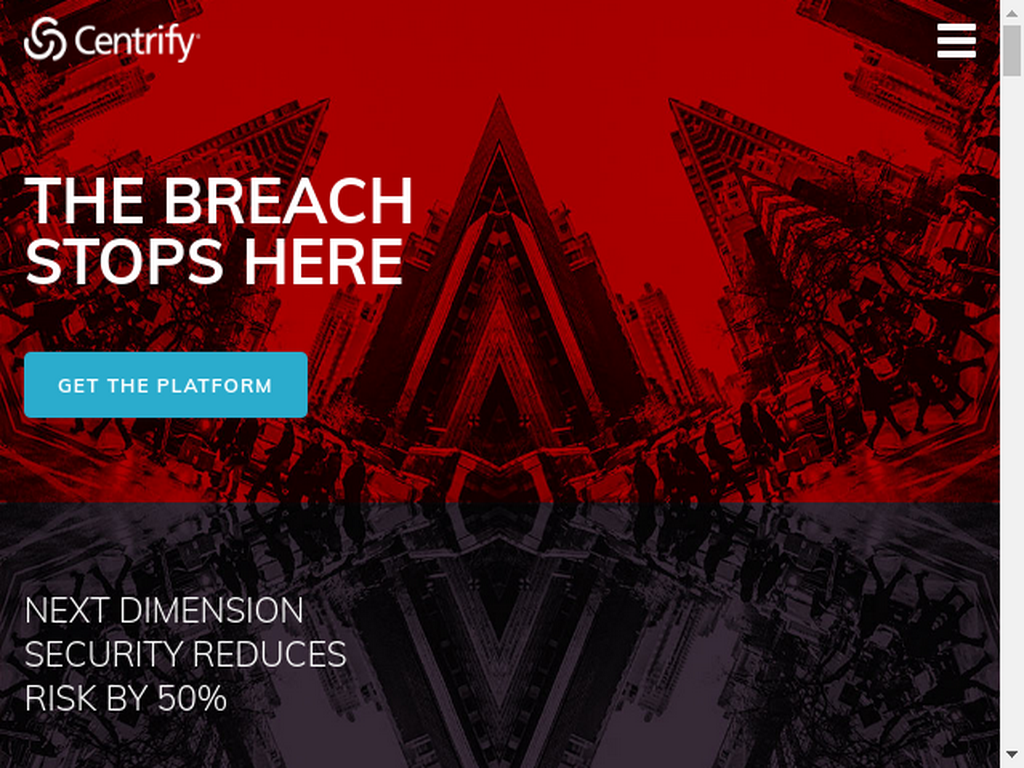 Centrify
THE BREACH
STOPS HERE
GET THE PLATFORM
NEXT DIMENSION
SECURITY REDUCES
RISK BY 50%